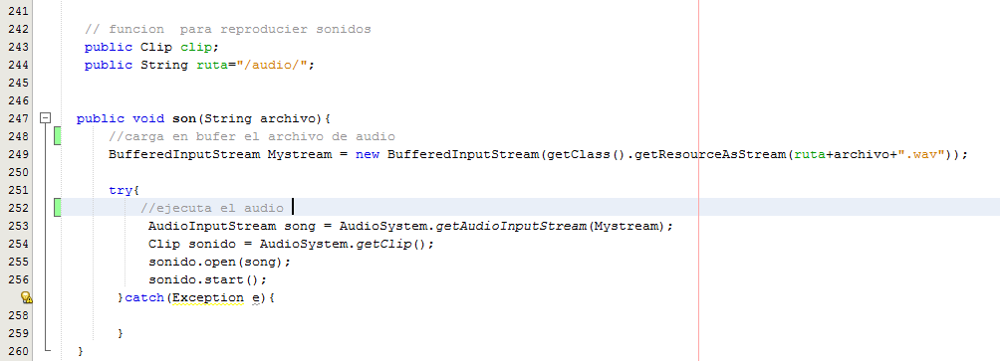 241
242 // funcion  para reproducier sonidos
243 public Clip clip;
244 public String ruta="/audio/";
245
246
247 public void son(String archivo){
248 //carga en bufer el archivo de audio
249 BufferedInputStream Mystream = new BufferedInputStream(getClass().getResourceAsStream(ruta+archivo+".wav"));
250
251 try{
252 //ejecuta el audio
253 AudioInputStream song = AudioSystem.getAudioInputStream(Mystream);
254 Clip sonido = AudioSystem.getClip();
255 sonido.open(song);
256 sonido.start();
}catch(Exception e){
258
259 }
260 }